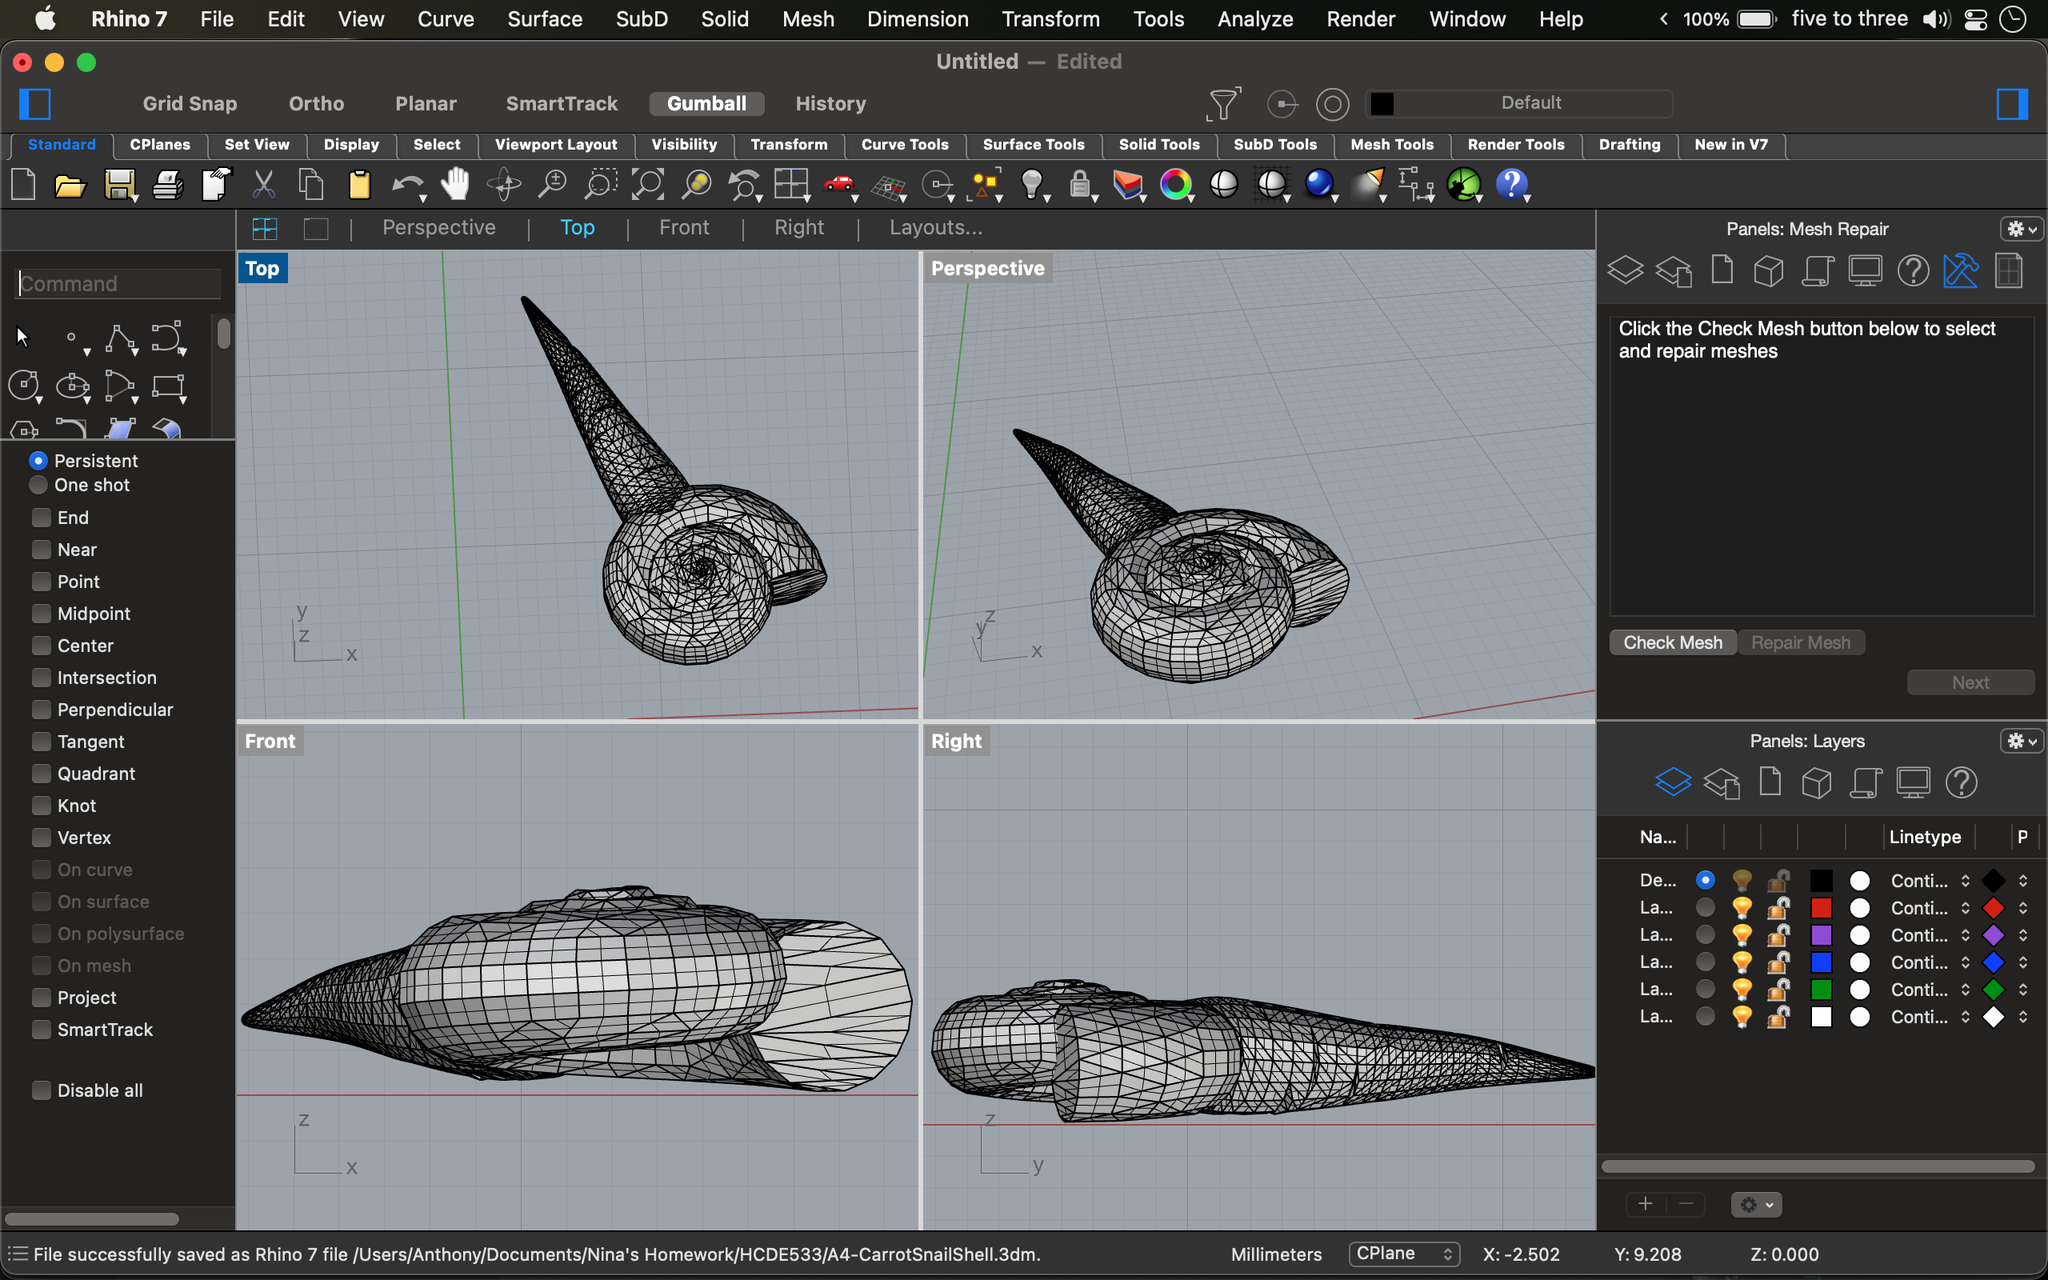 Rhino 7 File Edit View Curve Surface SubD Solid Mesh Dimension Transform Tools Analyze Render Window Help 100% five to three
Untitled — Edited
Grid Snap Ortho Planar SmartTrack Gumball History Default
Standard CPlanes Set View Display Select Viewport Layout Visibility Transform Curve Tools Surface Tools Solid Tools SubD Tools Mesh Tools Render Tools Drafting New in V7
Perspective Top Front Right Layouts...
Panels: Mesh Repair
Command
Top
Perspective
Click the Check Mesh button below to select
and repair meshes
Check Mesh Repair Mesh
Next
Persistent
One shot
End
Near
Point
Midpoint
Center
Intersection
Perpendicular
Tangent
Quadrant
Knot
Vertex
On curve
On surface
On polysurface
On mesh
Project
SmartTrack
Disable all
y
z
x
z
y
x
Front
Right
z
x
z
y
Panels: Layers
Na... Linetype P
De... Conti...
La... Conti...
La... Conti...
La... Conti...
La... Conti...
La... Conti...
File successfully saved as Rhino 7 file /Users/Anthony/Documents/Nina's Homework/HCDE533/A4-CarrotSnailShell.3dm. Millimeters CPlane X: -2.502 Y: 9.208 Z: 0.000